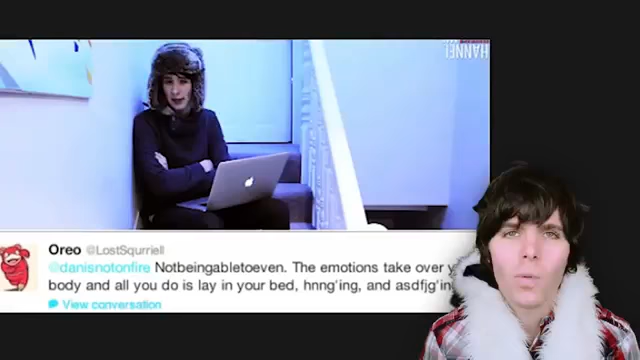 HANNEL
Oreo @LostSqurriell
@danisnotonfire Notbeingabletoeven. The emotions take over y
body and all you do is lay in your bed, hnng'ing, and asdfjg'in
View conversation